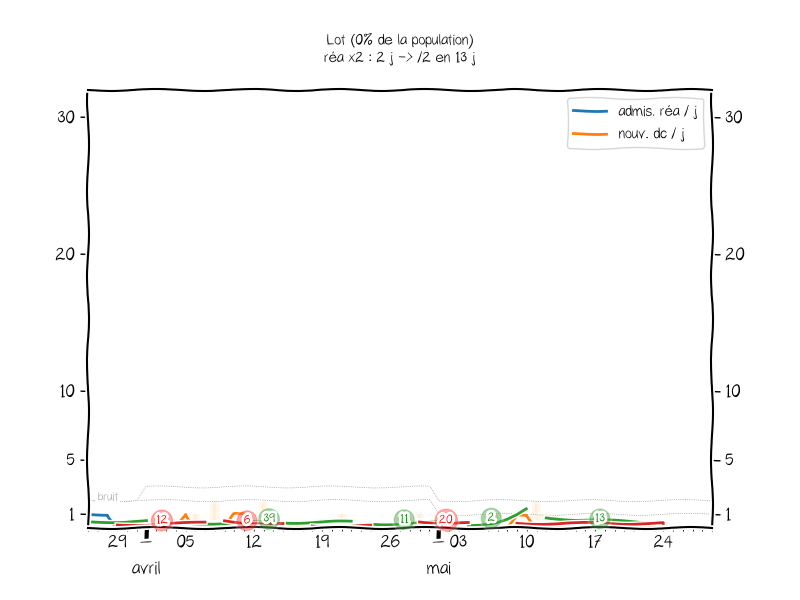 Lot (0% de la population)
réa x2 : 2 j -> /2 en 13 j
admis. réa / j
nouv. dc / j
30 30
20 20
10 10
5 5
bruit
1 1
12 6 39 11 20 2 13
29 05 12 19 26 03 10 17 24
avril mai